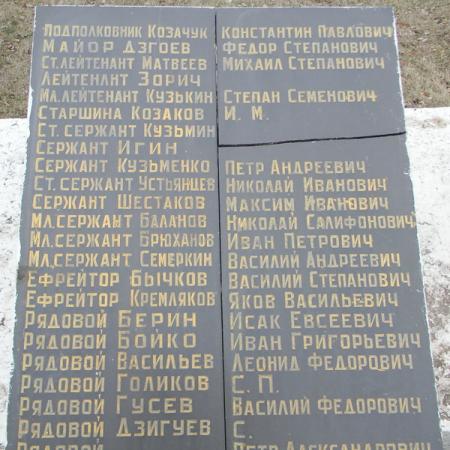 Подполковник Козачук Константин Павлович
Майор Дзгоев Федор Степанович
Ст.лейтенант Матвеев Михаил Степанович
Лейтенант Зорич
Мл.лейтенант Кузькин Степан Семенович
Старшина Козаков И. М.
Ст. сержант Кузьмин
Сержант Игин
Сержант Кузьменко Петр Андреевич
Ст. сержант Устьянцев Николай Иванович
Сержант Шестаков Максим Иванович
Мл.сержант Баланов Николай Салифонович
Мл.сержант Брюханов Иван Петрович
Мл.сержант Семеркин Василий Андреевич
Ефрейтор Бычков Василий Степанович
Ефрейтор Кремляков Яков Васильевич
Рядовой Берин Исак Евсеевич
Рядовой Бойко Иван Григорьевич
Рядовой Васильев Леонид Федорович
Рядовой Голиков С. П.
Рядовой Гусев Василий Федорович
Рядовой Дзигуев С.
Рядовой Петр Александрович